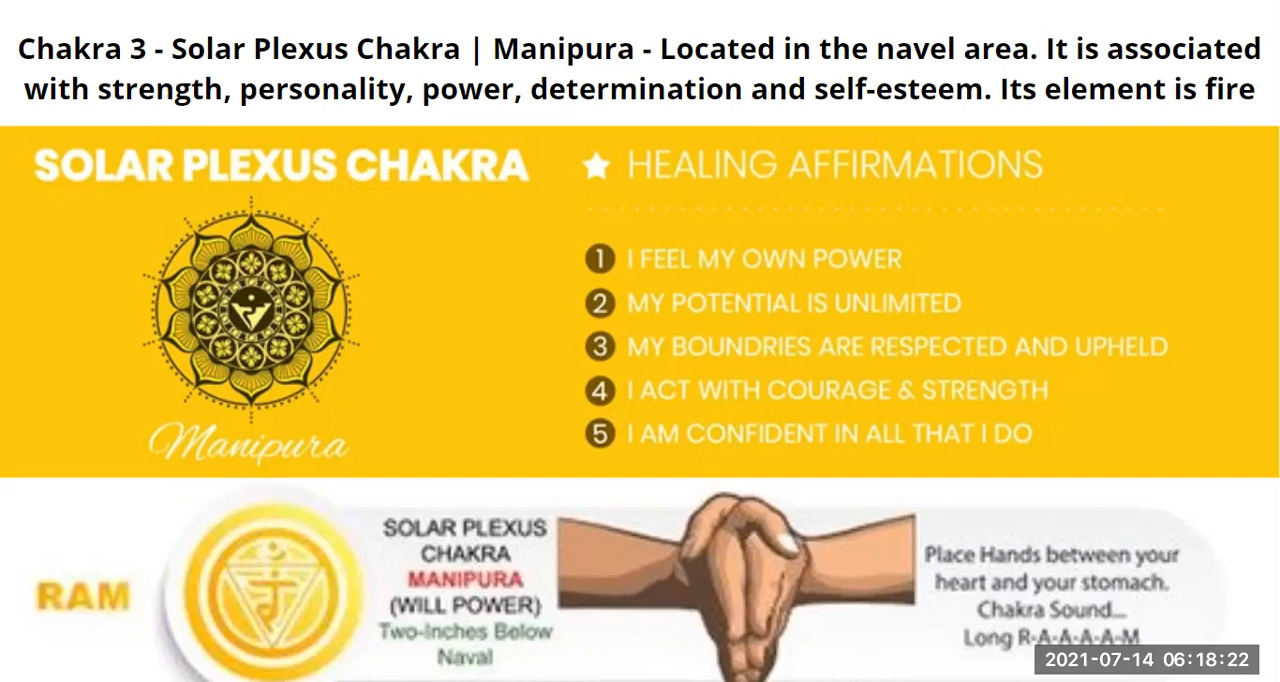 Chakra 3 - Solar Plexus Chakra | Manipura - Located in the navel area. It is associated
with strength, personality, power, determination and self-esteem. Its element is fire
SOLAR PLEXUS CHAKRA
Manipura
★ HEALING AFFIRMATIONS
1 I FEEL MY OWN POWER
2 MY POTENTIAL IS UNLIMITED
3 MY BOUNDRIES ARE RESPECTED AND UPHELD
4 I ACT WITH COURAGE & STRENGTH
5 I AM CONFIDENT IN ALL THAT I DO
RAM
SOLAR PLEXUS
CHAKRA
MANIPURA
(WILL POWER)
Two-Inches Below
Naval
Place Hands between your
heart and your stomach.
Chakra Sound...
Long R-A-A-A-A-M
2021-07-14 06:18:22